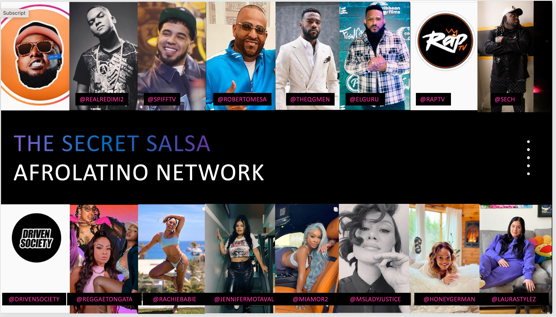 Subscript
@REALREDIMI2
@SPIFFTV
@ROBERTOMESA
@THEQGMEN
@ELGURU
RAP
TV
@RAPTV
@SECH
THE SECRET SALSA
AFROLATINO NETWORK
DRIVEN
SOCIETY
@DRIVENSOCIETY
@REGGAETONGATA
@RACHIEBABIE
@JENNIFERMOTAVAL
@MIAMOR2
@MSLADYJUSTICE
@HONEYGERMAN
@LAURASTYLEZ